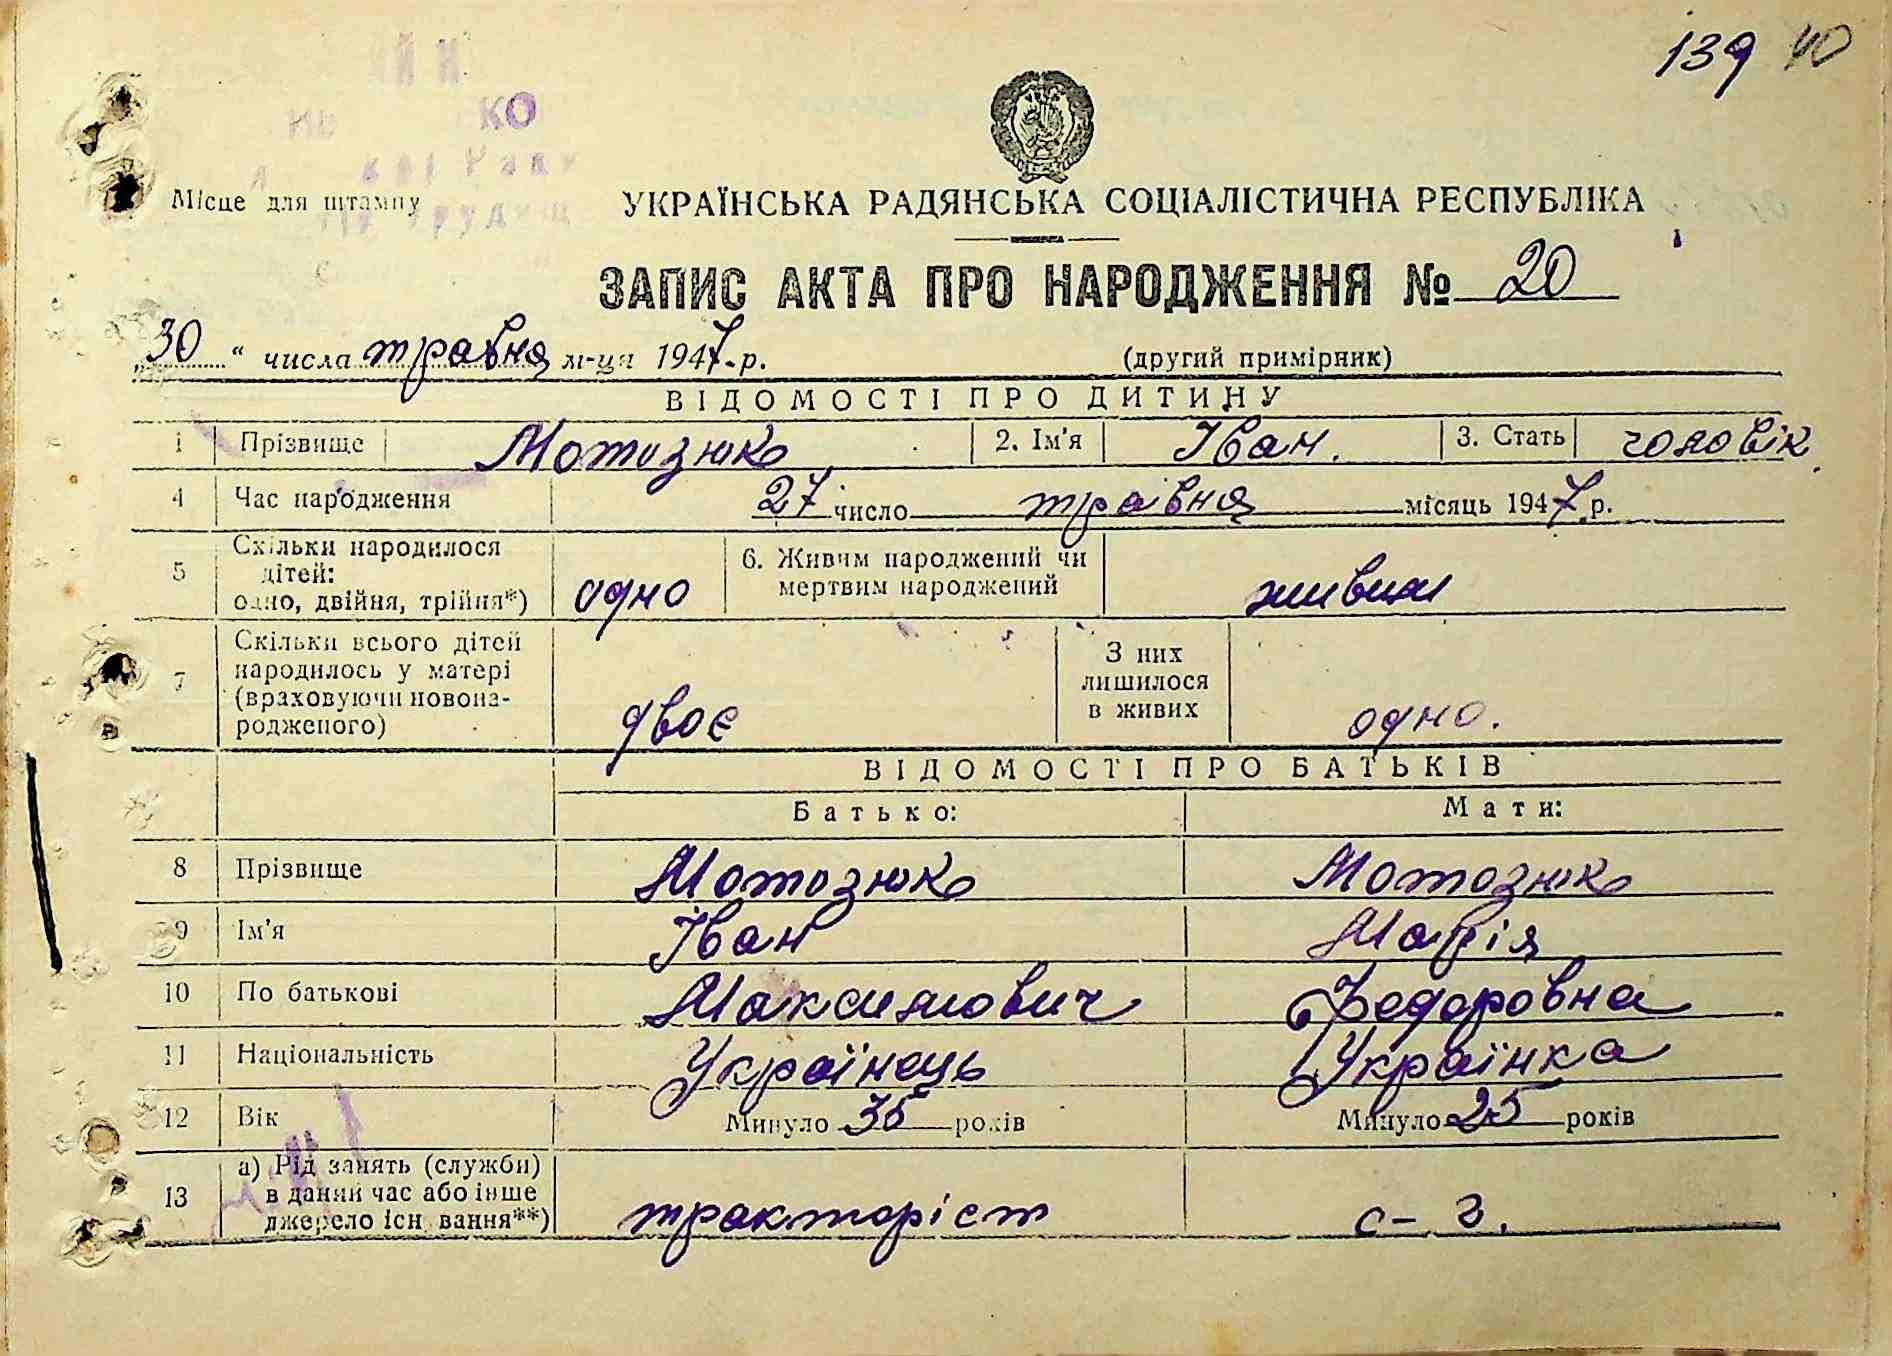 139 40
КО
Місце для штампу
УКРАЇНСЬКА РАДЯНСЬКА СОЦІАЛІСТИЧНА РЕСПУБЛІКА
ЗАПИС АКТА ПРО НАРОДЖЕННЯ № 20
„30“ числа травня м-ця 1947 р. (другий примірник)
ВІДОМОСТІ ПРО ДИТИНУ
1 Прізвище Мотозюк 2. Ім'я Іван. 3. Стать чоловік
4 Час народження 27 число травня місяць 1947 р.
5 Скільки народилося дітей: одно, двійня, трійня*) одно 6. Живим народжений чи мертвим народжений живим
7 Скільки всього дітей народилось у матері (враховуючи новонародженого) двоє З них лишилося в живих одно.
ВІДОМОСТІ ПРО БАТЬКІВ
Батько: Мати:
8 Прізвище Мотозюк Мотозюк
9 Ім'я Іван Марія
10 По батькові Максимович Федоровна
11 Національність Українець Українка
12 Вік Минуло 35 років Минуло 25 років
13 а) Рід занять (служби) в даний час або інше джерело існування**) тракторіст с-г.